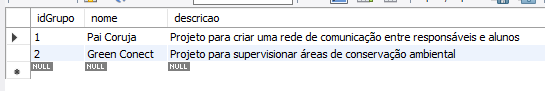 idGrupo nome descricao
1 Pai Coruja Projeto para criar uma rede de comunicação entre responsáveis e alunos
2 Green Conect Projeto para supervisionar áreas de conservação ambiental
NULL NULL NULL